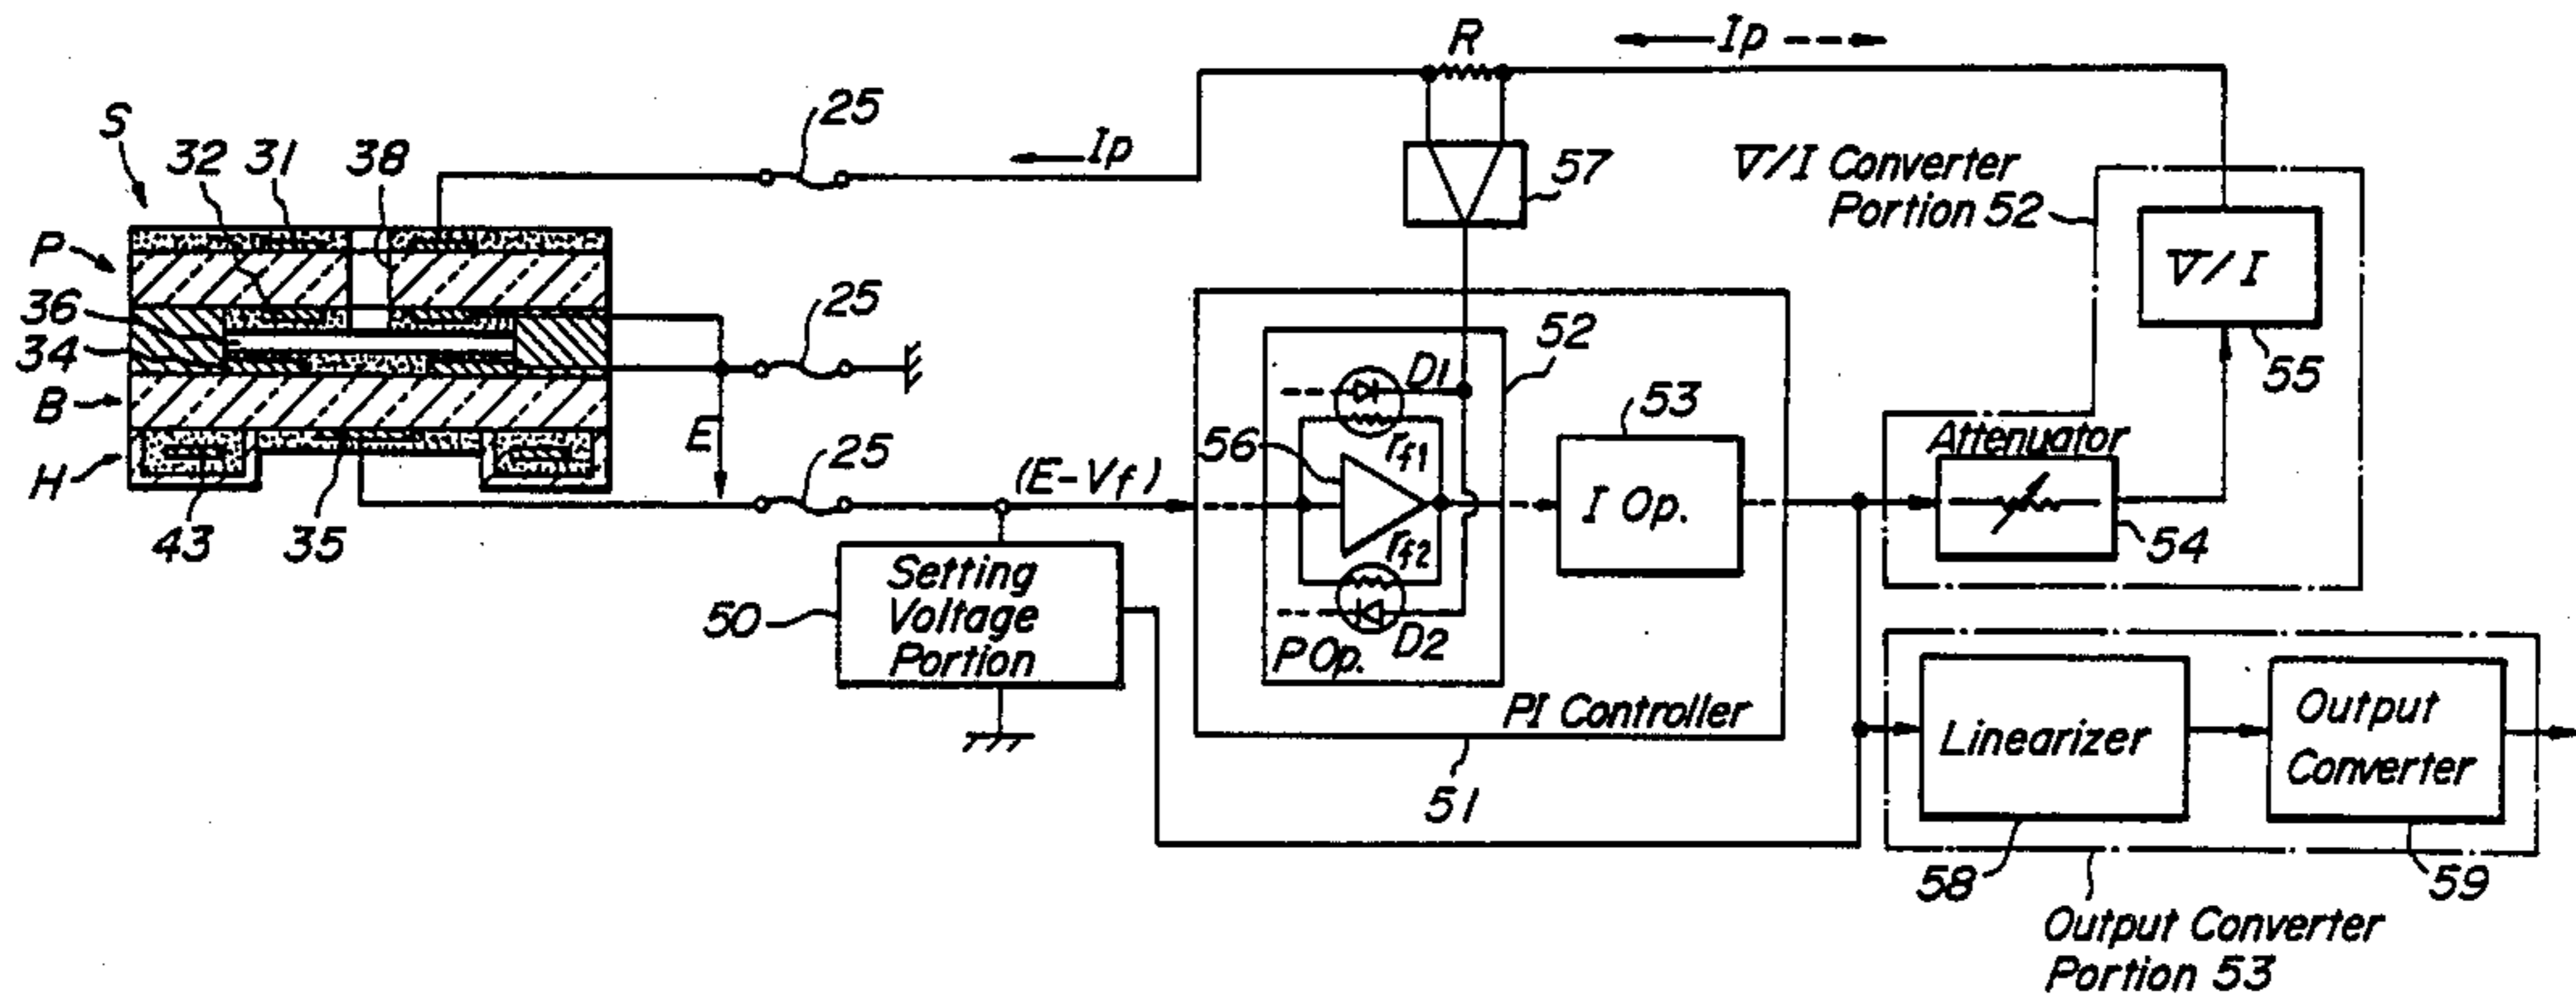 R
Ip
S
32
31
38
25
Ip
57
V/I Converter
Portion 52
V/I
55
P
36
34
B
H
43
35
25
E
25
(E-Vf)
56
D1
rf1
rf2
D2
P Op.
52
53
I Op.
PI Controller
51
Attenuator
54
50
Setting
Voltage
Portion
Linearizer
58
Output
Converter
59
Output Converter
Portion 53